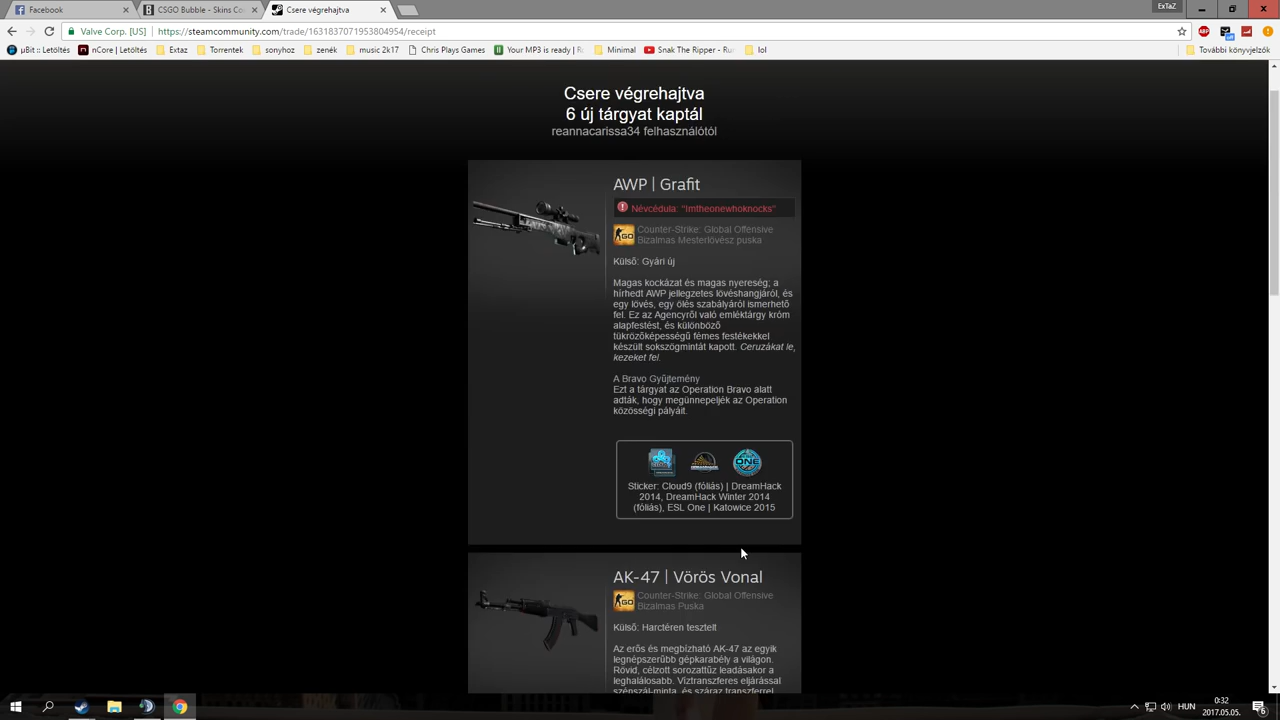 Facebook
CSGO Bubble - Skins Co
Csere végrehajtva
ExTaZ
Valve Corp. [US]
https://steamcommunity.com/trade/1631837071953804954/receipt
µBit :: Letöltés
nCore | Letöltés
Extaz
Torrentek
sonyhoz
zenék
music 2k17
Chris Plays Games
Your MP3 is ready | R
Minimal
Snak The Ripper - Ru
lol
További könyvjelzők
Csere végrehajtva
6 új tárgyat kaptál
reannacarissa34 felhasználótól
AWP | Grafit
Névcédula: ''Imtheonewhoknocks''
Counter-Strike: Global Offensive
Bizalmas Mesterlövész puska
Külső: Gyári új
Magas kockázat és magas nyereség; a
hírhedt AWP jellegzetes lövéshangjáról, és
egy lövés, egy ölés szabályáról ismerhető
fel. Ez az Agencyről való emléktárgy króm
alapfestést, és különböző
tükrözőképességű fémes festékekkel
készült sokszögmintát kapott. Ceruzákat le,
kezeket fel.
A Bravo Gyűjtemény
Ezt a tárgyat az Operation Bravo alatt
adták, hogy megünnepeljék az Operation
közösségi pályáit.
Sticker: Cloud9 (fóliás) | DreamHack
2014, DreamHack Winter 2014
(fóliás), ESL One | Katowice 2015
AK-47 | Vörös Vonal
Counter-Strike: Global Offensive
Bizalmas Puska
Külső: Harctéren tesztelt
Az erős és megbízható AK-47 az egyik
legnépszerűbb gépkarabély a világon.
Rövid, célzott sorozattűz leadásakor a
leghalálosabb. Víztranszferes eljárással
szénszál-minta, és száraz transzferrel
HUN
0:32
2017.05.05.